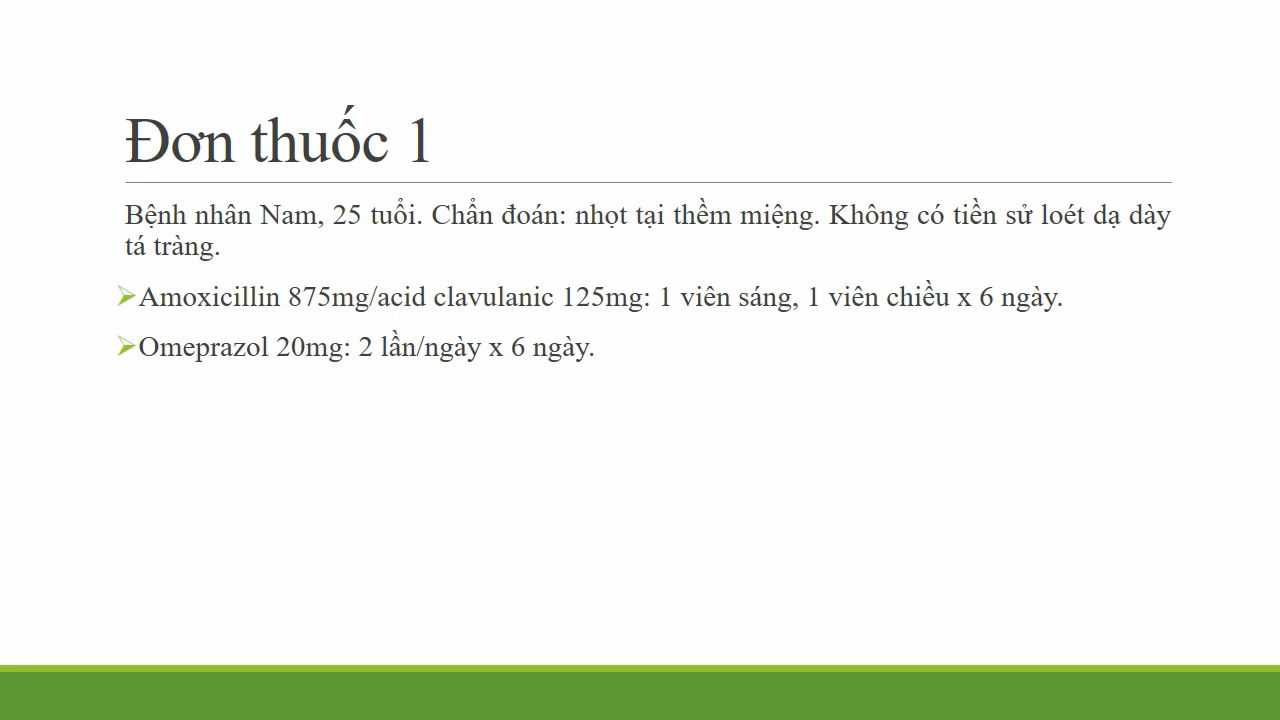 Đơn thuốc 1
Bệnh nhân Nam, 25 tuổi. Chẩn đoán: nhọt tại thềm miệng. Không có tiền sử loét dạ dày
tá tràng.
Amoxicillin 875mg/acid clavulanic 125mg: 1 viên sáng, 1 viên chiều x 6 ngày.
Omeprazol 20mg: 2 lần/ngày x 6 ngày.